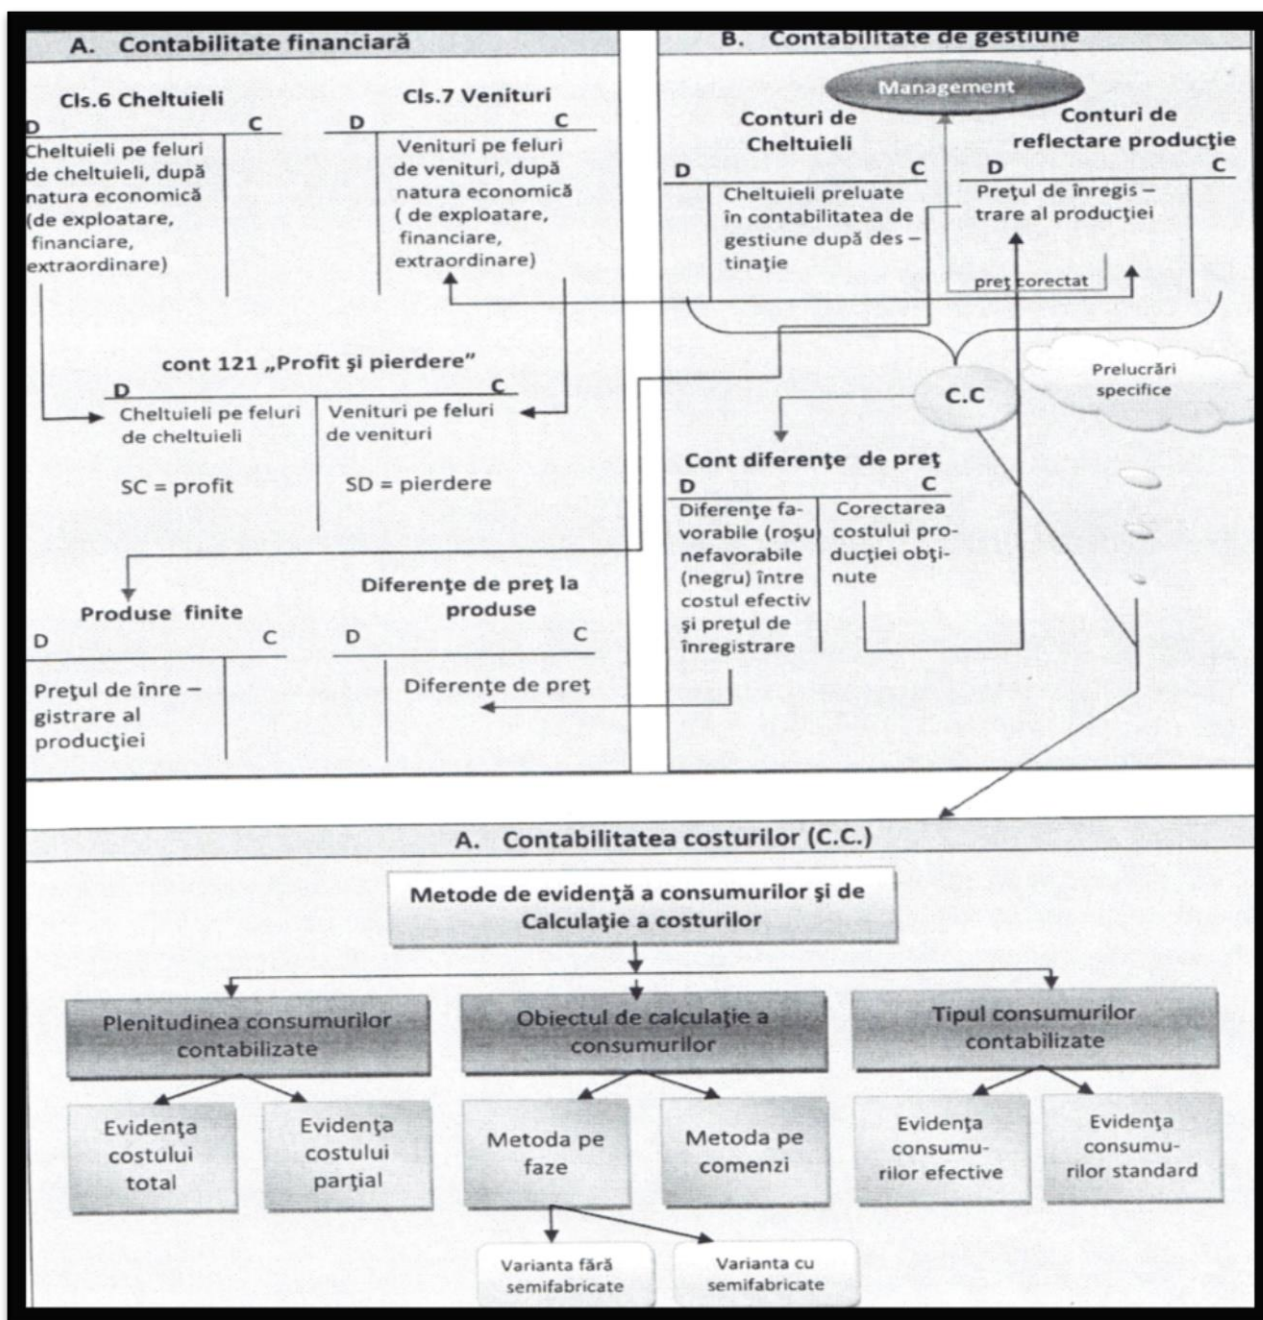 A. Contabilitate financiară
Cls.6 Cheltuieli
D C
Cheltuieli pe feluri
de cheltuieli, după
natura economică
(de exploatare,
financiare,
extraordinare)
Cls.7 Venituri
D C
Venituri pe feluri
de venituri, după
natura economică
( de exploatare,
financiare,
extraordinare)
cont 121 „Profit şi pierdere”
D C
Cheltuieli pe feluri
de cheltuieli
SC = profit
Venituri pe feluri
de venituri
SD = pierdere
Produse finite
D C
Preţul de înre –
gistrare al
producţiei
Diferenţe de preţ la
produse
D C
Diferenţe de preţ
B. Contabilitate de gestiune
Management
Conturi de
Cheltuieli
D C
Cheltuieli preluate
în contabilitatea de
gestiune după des –
tinaţie
Conturi de
reflectare producţie
D C
Preţul de înregis –
trare al producţiei
preţ corectat
C.C
Prelucrări
specifice
Cont diferenţe de preţ
D C
Diferenţe fa-
vorabile (roşu)
nefavorabile
(negru) între
costul efectiv
şi preţul de
înregistrare
Corectarea
costului pro-
ducţiei obţi-
nute
A. Contabilitatea costurilor (C.C.)
Metode de evidenţă a consumurilor şi de
Calculaţie a costurilor
Plenitudinea consumurilor
contabilizate
Obiectul de calculaţie a
consumurilor
Tipul consumurilor
contabilizate
Evidenţa
costului
total
Evidenţa
costului
parţial
Metoda pe
faze
Metoda pe
comenzi
Evidenţa
consumu-
rilor efective
Evidenţa
consumu-
rilor standard
Varianta fără
semifabricate
Varianta cu
semifabricate